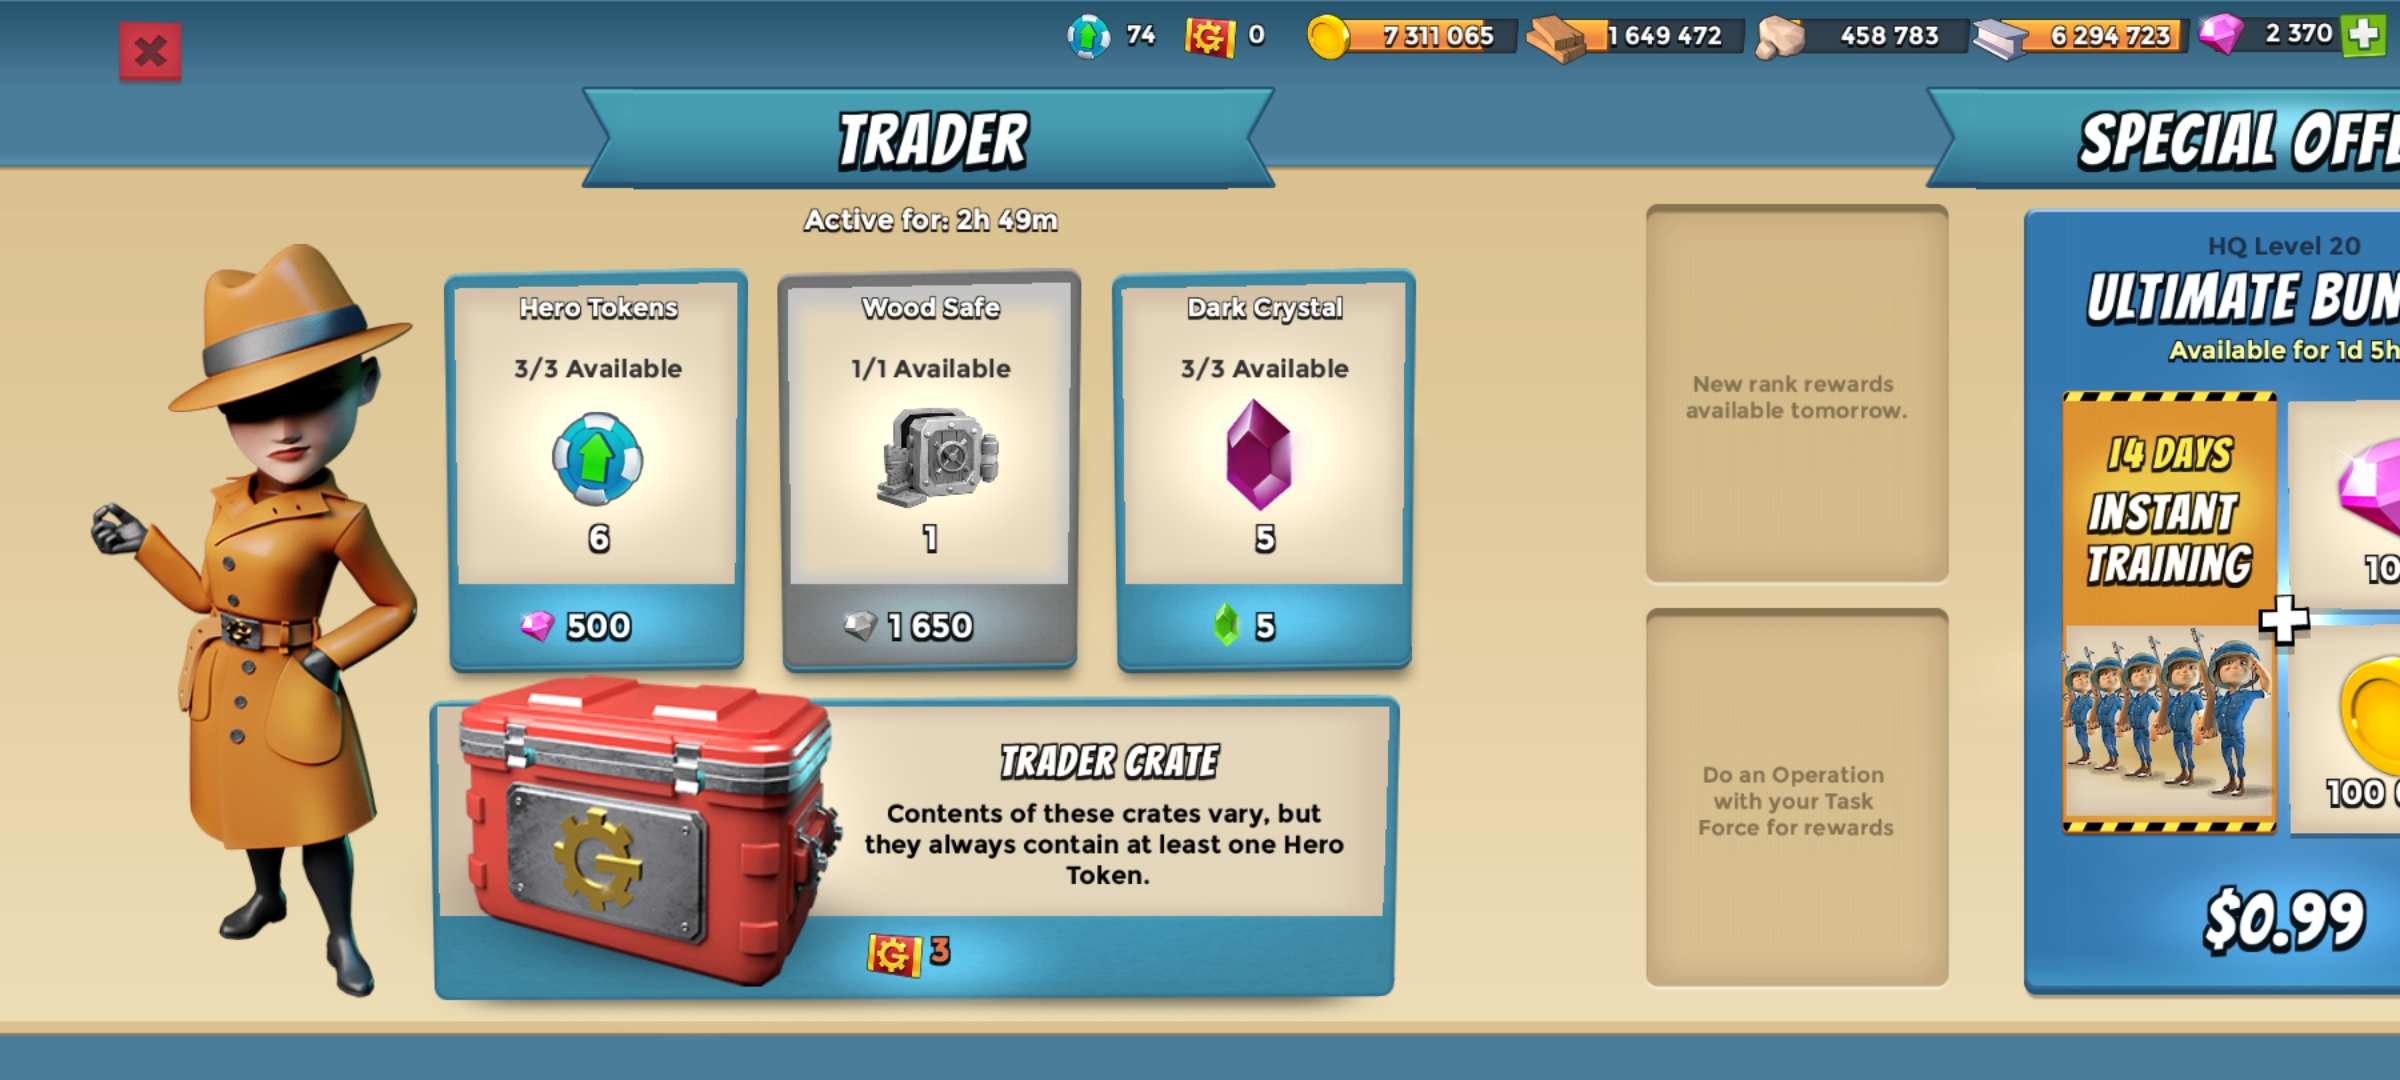 74
0
7 311 065
1 649 472
458 783
6 294 723
2 370
TRADER
Active for: 2h 49m
Hero Tokens
3/3 Available
6
500
Wood Safe
1/1 Available
1
1 650
Dark Crystal
3/3 Available
5
5
TRADER CRATE
Contents of these crates vary, but
they always contain at least one Hero
Token.
3
New rank rewards
available tomorrow.
Do an Operation
with your Task
Force for rewards
SPECIAL
HQ Level 20
ULTIMATE
Available for 1d 5h
14 DAYS
INSTANT
TRAINING
$0.99